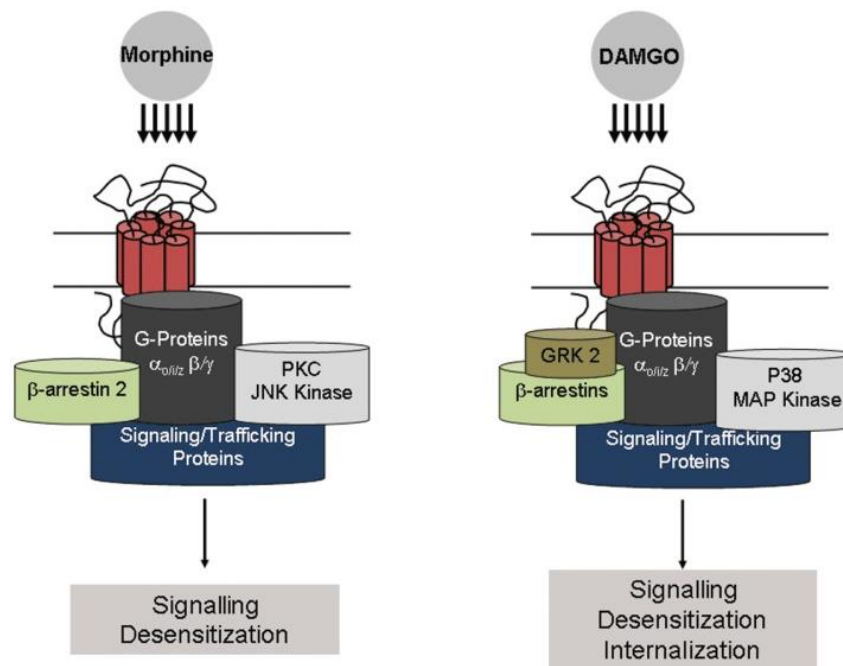 Morphine
G-Proteins
αo/i/z β/γ
β-arrestin 2
PKC
JNK Kinase
Signaling/Trafficking
Proteins
Signalling
Desensitization
DAMGO
G-Proteins
αo/i/z β/γ
GRK 2
β-arrestins
P38
MAP Kinase
Signaling/Trafficking
Proteins
Signalling
Desensitization
Internalization